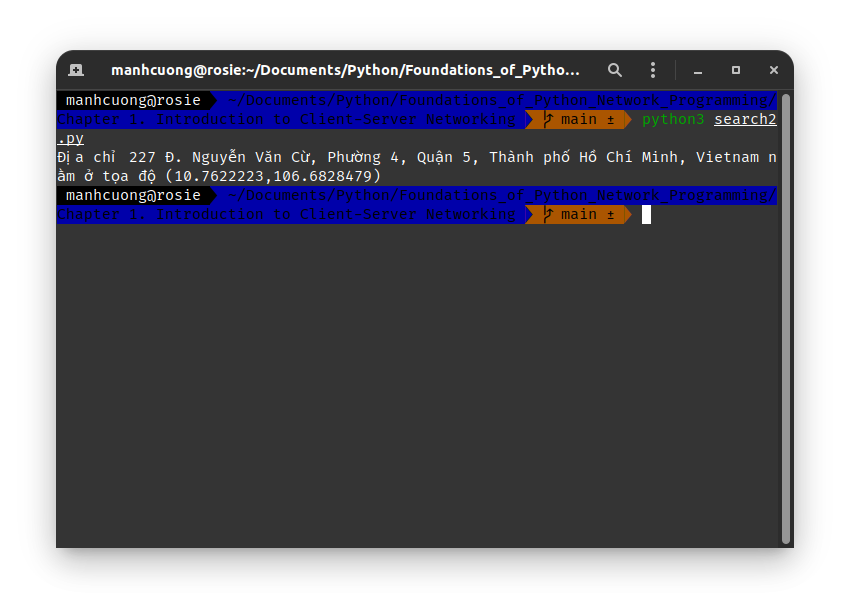 manhcuong@rosie:~/Documents/Python/Foundations_of_Pytho...
manhcuong@rosie ~/Documents/Python/Foundations_of_Python_Network_Programming/
Chapter 1. Introduction to Client-Server Networking main ± python3 search2
.py
Địa chỉ 227 Đ. Nguyễn Văn Cừ, Phường 4, Quận 5, Thành phố Hồ Chí Minh, Vietnam n
ằm ở tọa độ (10.7622223,106.6828479)
manhcuong@rosie ~/Documents/Python/Foundations_of_Python_Network_Programming/
Chapter 1. Introduction to Client-Server Networking main ±